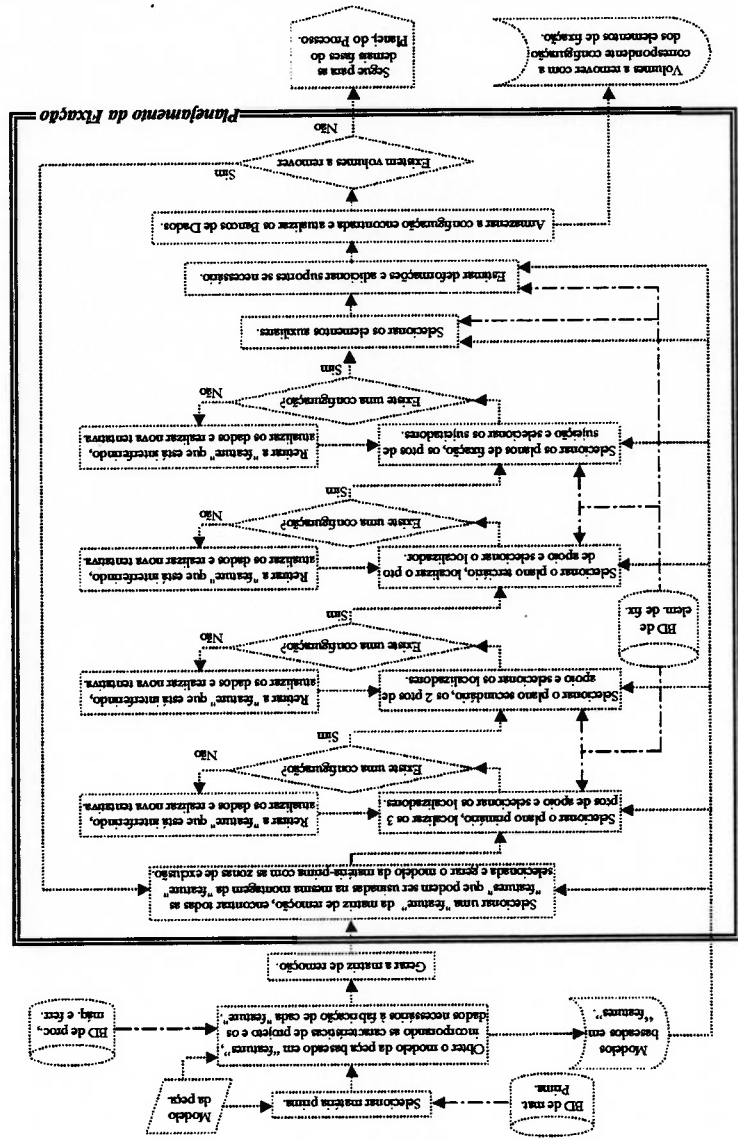 BD de mat.
Prima.
Selecionar matéria prima.
Modelo
da peça.
Modelos
baseados em
"features".
Obter o modelo da peça baseado em "features",
incorporando as características de projeto e os
dados necessários à fabricação de cada "feature".
BD de proc,
máq. e ferr.
Gerar a matriz de remoção.
Selecionar uma "feature" da matriz de remoção, encontrar todas as
"features" que podem ser usinadas na mesma montagem da "feature"
selecionada e gerar o modelo da matéria-prima com as zonas de exclusão.
Selecionar o plano primário, localizar os 3
ptos de apoio e selecionar os localizadores.
Retirar a "feature" que está interferindo,
atualizar os dados e realizar nova tentativa.
Existe uma configuração?
Não
Sim
Selecionar o plano secundário, os 2 ptos de
apoio e selecionar os localizadores.
Retirar a "feature" que está interferindo,
atualizar os dados e realizar nova tentativa.
Existe uma configuração?
Não
Sim
BD de
elem. de fix.
Selecionar o plano terciário, localizar o pto
de apoio e selecionar o localizador.
Retirar a "feature" que está interferindo,
atualizar os dados e realizar nova tentativa.
Existe uma configuração?
Não
Sim
Selecionar os planos de fixação, os ptos de
sujeição e selecionar os sujeitadores.
Retirar a "feature" que está interferindo,
atualizar os dados e realizar nova tentativa.
Existe uma configuração?
Não
Sim
Selecionar os elementos auxiliares.
Estimar deformações e adicionar suportes se necessário.
Armazenar a configuração encontrada e atualizar os Bancos de Dados.
Existem volumes a remover
Sim
Não
Planejamento da Fixação
Volumes a remover com a
correspondente configuração
dos elementos de fixação.
Segue para as
demais fases do
Planej. do Processo.